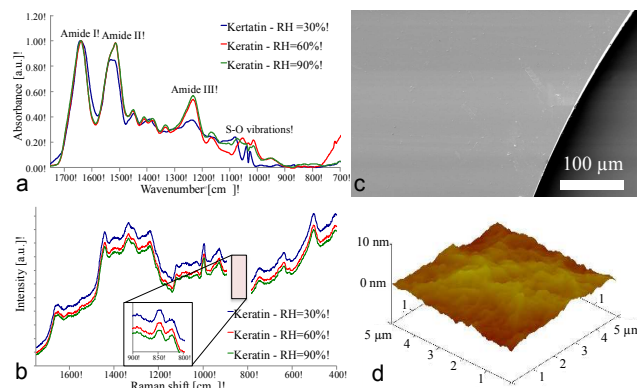 1.20!
1.00!
0.80!
0.60!
0.40!
0.20!
0.00!
Absorbance [a.u.]!
Amide I!
Amide II!
Amide III!
S-O vibrations!
Kertatin - RH =30%!
Keratin - RH=60%!
Keratin - RH=90%!
1700! 1600! 1500! 1400! 1300! 1200! 1100! 1000! 900! 800! 700!
Wavenumber [cm ]!
a
Intensity [a.u.]!
Keratin - RH=30%!
Keratin - RH=60%!
Keratin - RH=90%!
900! 850! 800!
1600! 1400! 1200! 1000! 800! 600! 400!
Raman shift [cm ]!
b
c
100 µm
10 nm
0 nm
1
2
3
4
5 µm
1
2
3
4
5 µm
1
1
d